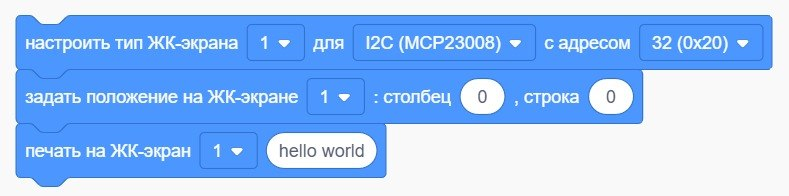 настроить тип ЖК-экрана 1 для I2C (MCP23008) с адресом 32 (0x20)
задать положение на ЖК-экране 1 : столбец 0 , строка 0
печать на ЖК-экран 1 hello world